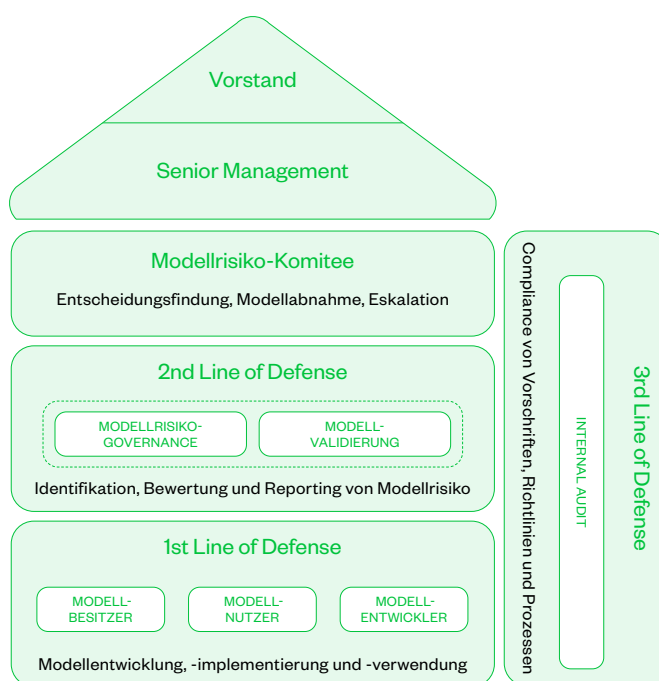 Vorstand
Senior Management
Modellrisiko-Komitee
Entscheidungsfindung, Modellabnahme, Eskalation
2nd Line of Defense
MODELLRISIKO-
GOVERNANCE
MODELL-
VALIDIERUNG
Identifikation, Bewertung und Reporting von Modellrisiko
1st Line of Defense
MODELL-
BESITZER
MODELL-
NUTZER
MODELL-
ENTWICKLER
Modellentwicklung, -implementierung und -verwendung
3rd Line of Defense
INTERNAL AUDIT
Compliance von Vorschriften, Richtlinien und Prozessen